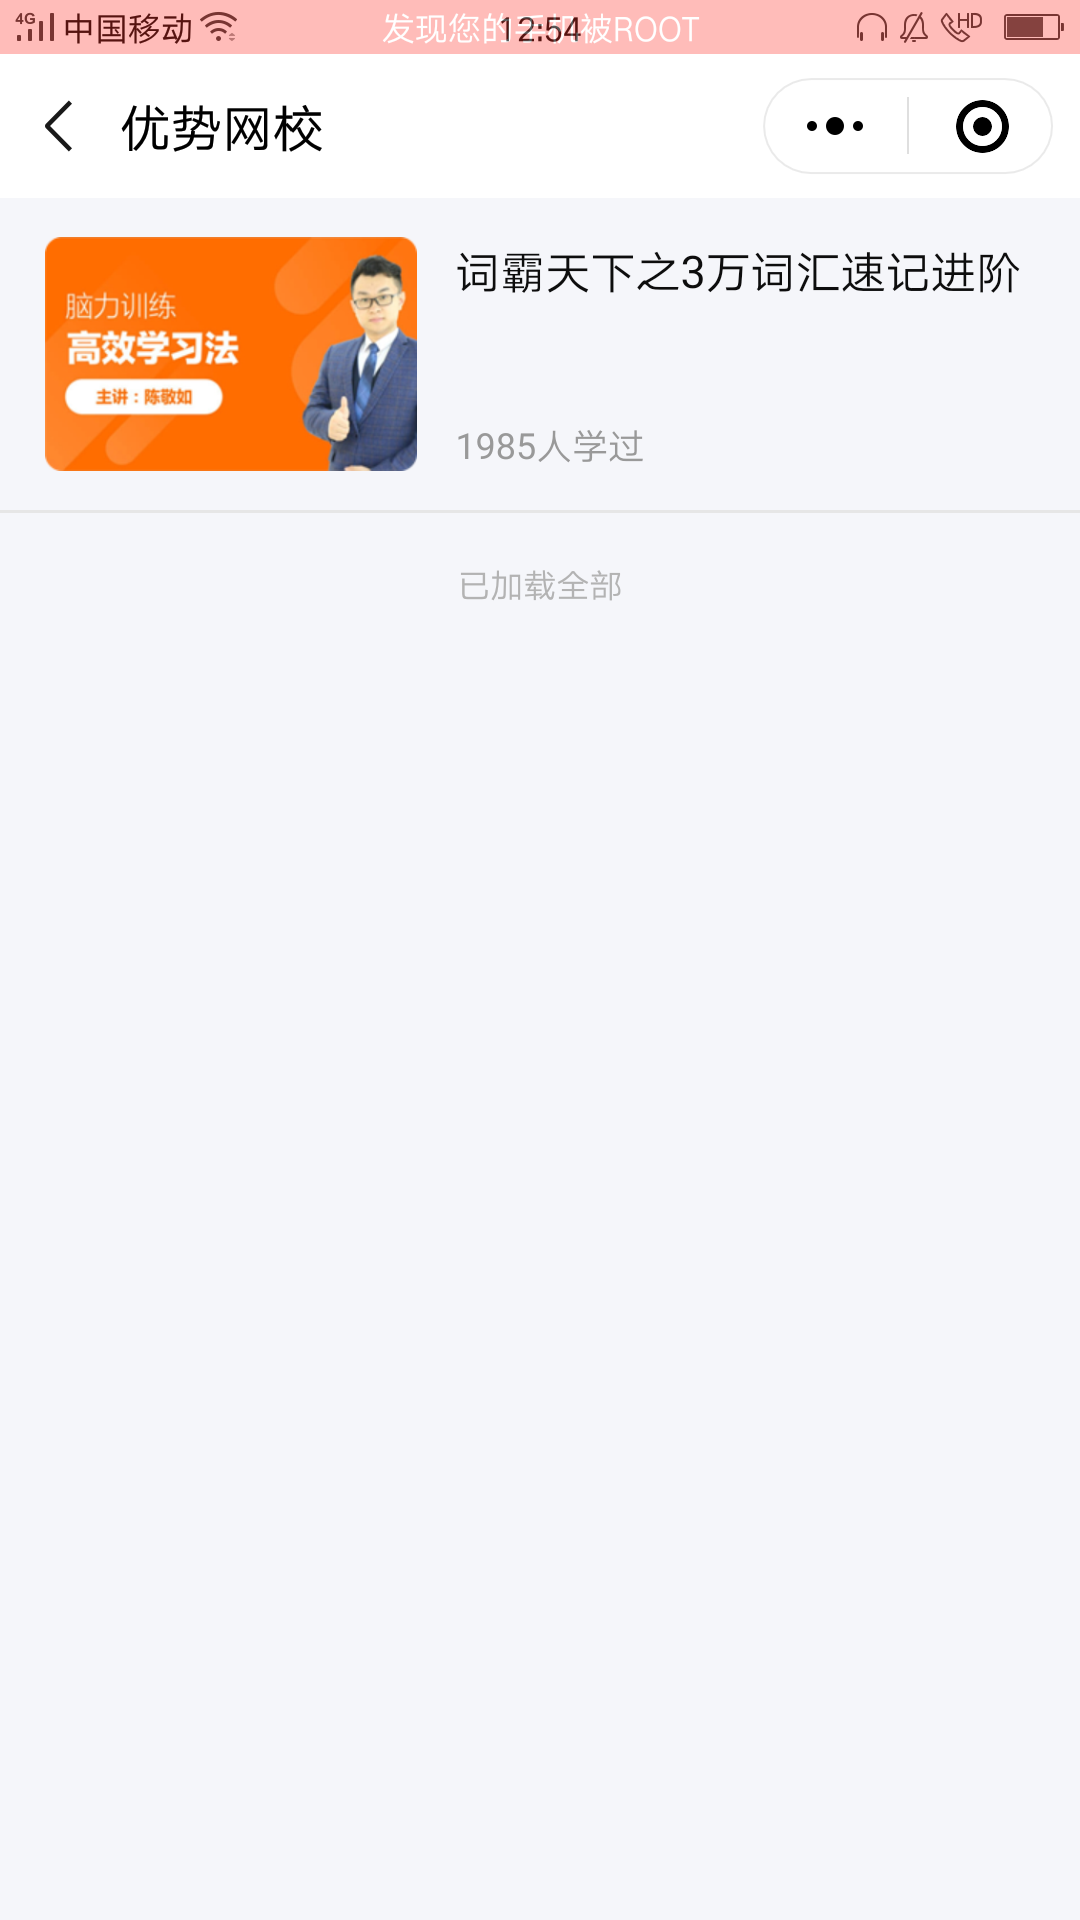 4G 中国移动 发现您的手机被ROOT 12:54 HD
优势网校
词霸天下之3万词汇速记进阶
脑力训练
高效学习法
主讲：陈敬如
1985人学过
已加载全部